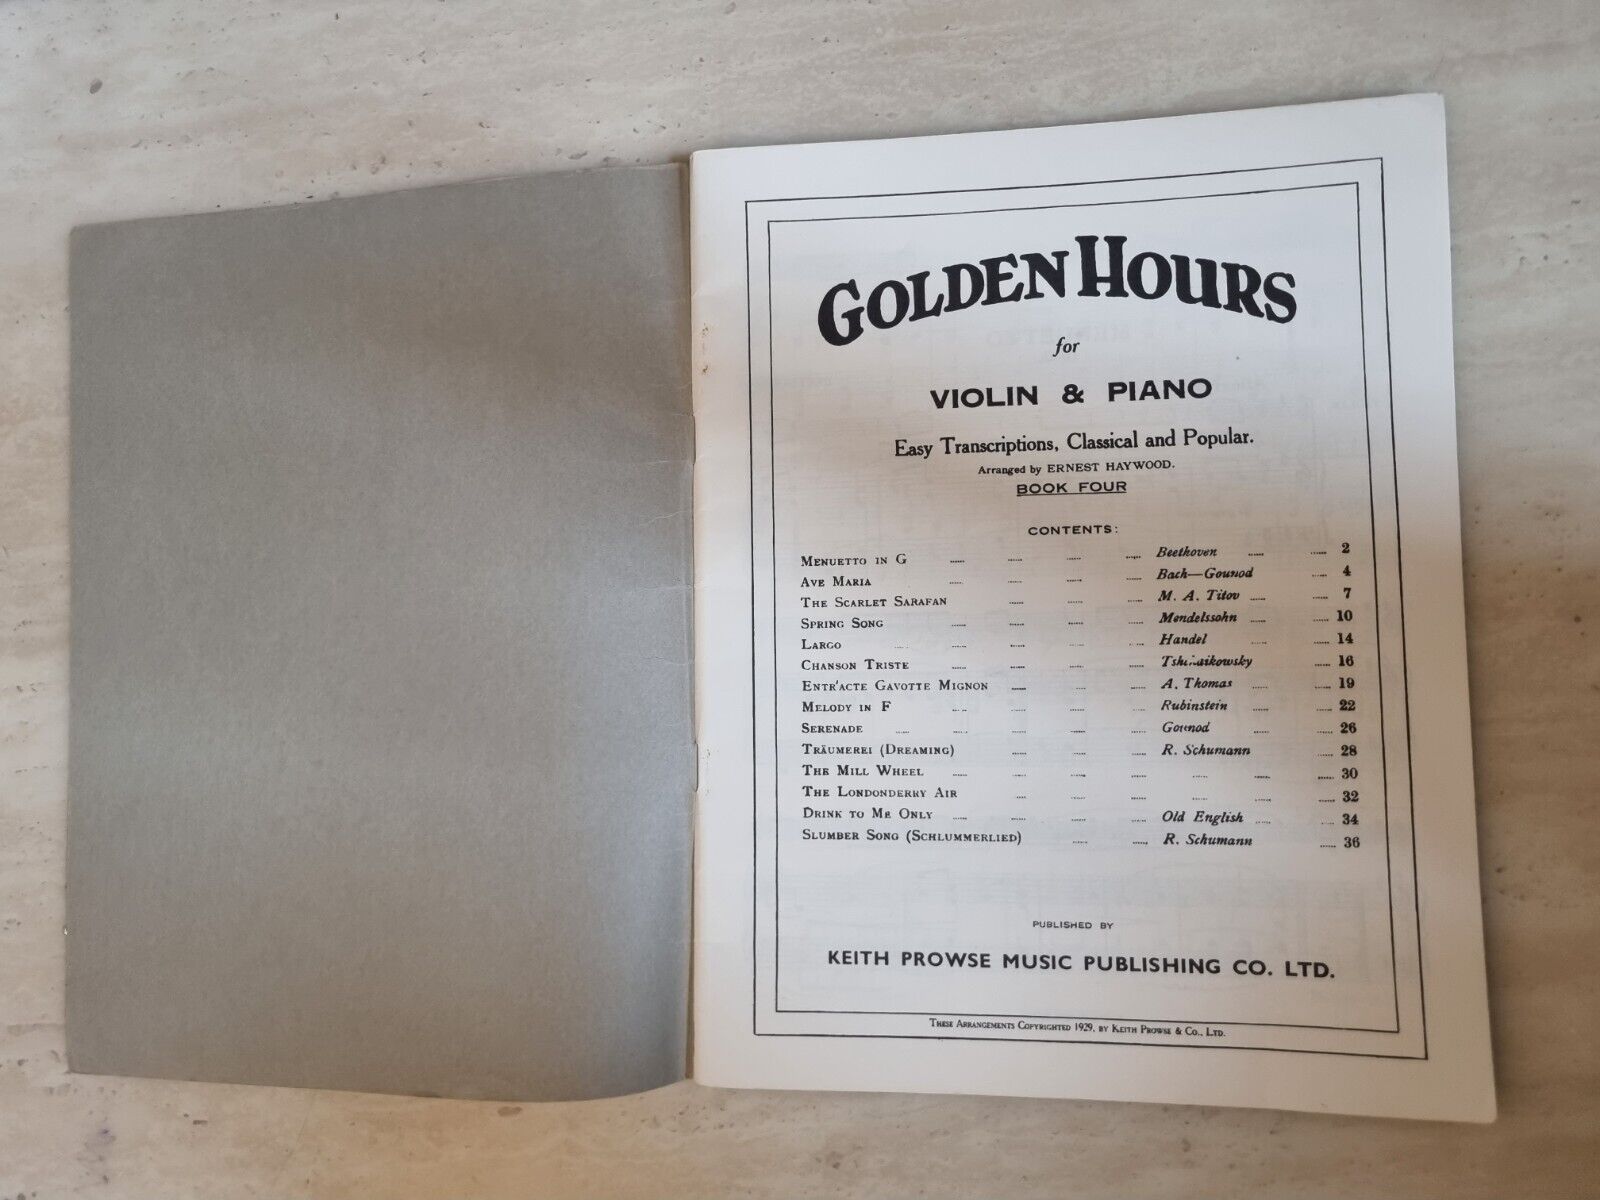 GOLDEN HOURS
for
VIOLIN & PIANO
Easy Transcriptions, Classical and Popular.
Arranged by ERNEST HAYWOOD.
BOOK FOUR
CONTENTS:
MENUETTO IN G Beethoven 2
AVE MARIA Bach—Gounod 4
THE SCARLET SARAFAN M. A. Titov 7
SPRING SONG Mendelssohn 10
LARGO Handel 14
CHANSON TRISTE Tschaikowsky 16
ENTR'ACTE GAVOTTE MIGNON A. Thomas 19
MELODY IN F Rubinstein 22
SERENADE Gounod 26
TRÄUMEREI (DREAMING) R. Schumann 28
THE MILL WHEEL 30
THE LONDONDERRY AIR 32
DRINK TO ME ONLY Old English 34
SLUMBER SONG (SCHLUMMERLIED) R. Schumann 36
PUBLISHED BY
KEITH PROWSE MUSIC PUBLISHING CO. LTD.
THESE ARRANGEMENTS COPYRIGHTED 1929, BY KEITH PROWSE & CO., LTD.